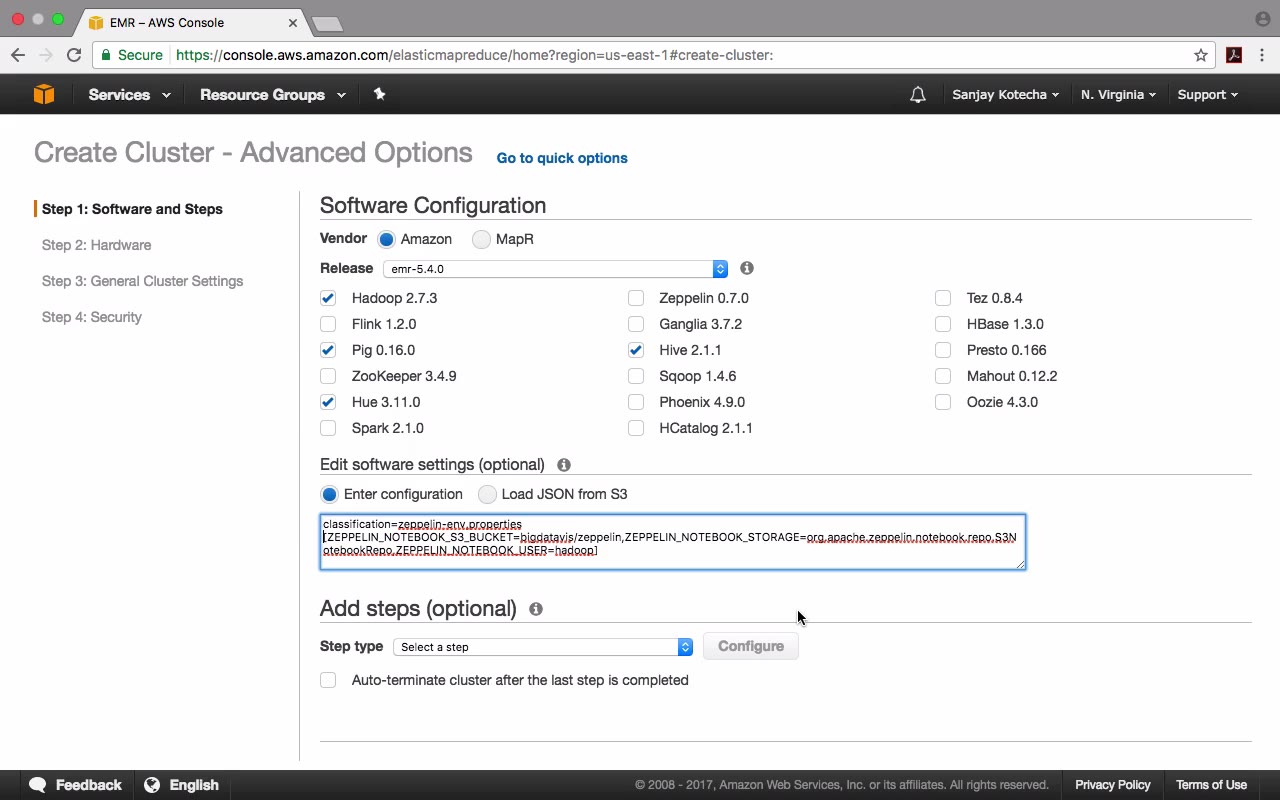 EMR – AWS Console
Secure https://console.aws.amazon.com/elasticmapreduce/home?region=us-east-1#create-cluster:
Services Resource Groups Sanjay Kotecha N. Virginia Support
Create Cluster - Advanced Options Go to quick options
Step 1: Software and Steps
Step 2: Hardware
Step 3: General Cluster Settings
Step 4: Security
Software Configuration
Vendor Amazon MapR
Release emr-5.4.0
Hadoop 2.7.3 Zeppelin 0.7.0 Tez 0.8.4
Flink 1.2.0 Ganglia 3.7.2 HBase 1.3.0
Pig 0.16.0 Hive 2.1.1 Presto 0.166
ZooKeeper 3.4.9 Sqoop 1.4.6 Mahout 0.12.2
Hue 3.11.0 Phoenix 4.9.0 Oozie 4.3.0
Spark 2.1.0 HCatalog 2.1.1
Edit software settings (optional)
Enter configuration Load JSON from S3
classification=zeppelin-env,properties
[ZEPPELIN_NOTEBOOK_S3_BUCKET=bigdatavis/zeppelin,ZEPPELIN_NOTEBOOK_STORAGE=org.apache.zeppelin.notebook.repo.S3N
otebookRepo,ZEPPELIN_NOTEBOOK_USER=hadoop]
Add steps (optional)
Step type Select a step Configure
Auto-terminate cluster after the last step is completed
Feedback English © 2008 - 2017, Amazon Web Services, Inc. or its affiliates. All rights reserved. Privacy Policy Terms of Use